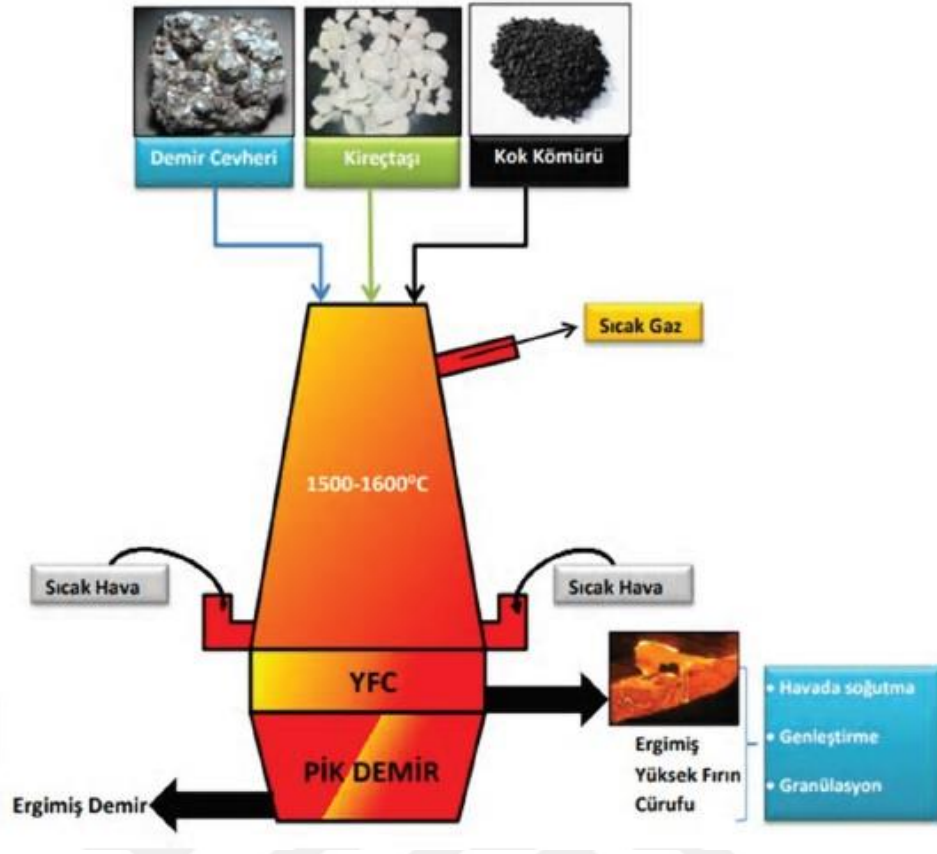 Demir Cevheri
Kireçtaşı
Kok Kömürü
Sıcak Gaz
1500-1600⁰C
Sıcak Hava
Sıcak Hava
YFC
PİK DEMİR
Ergimiş Demir
Ergimiş
Yüksek Fırın
Cürufu
• Havada soğutma
• Genleştirme
• Granülasyon